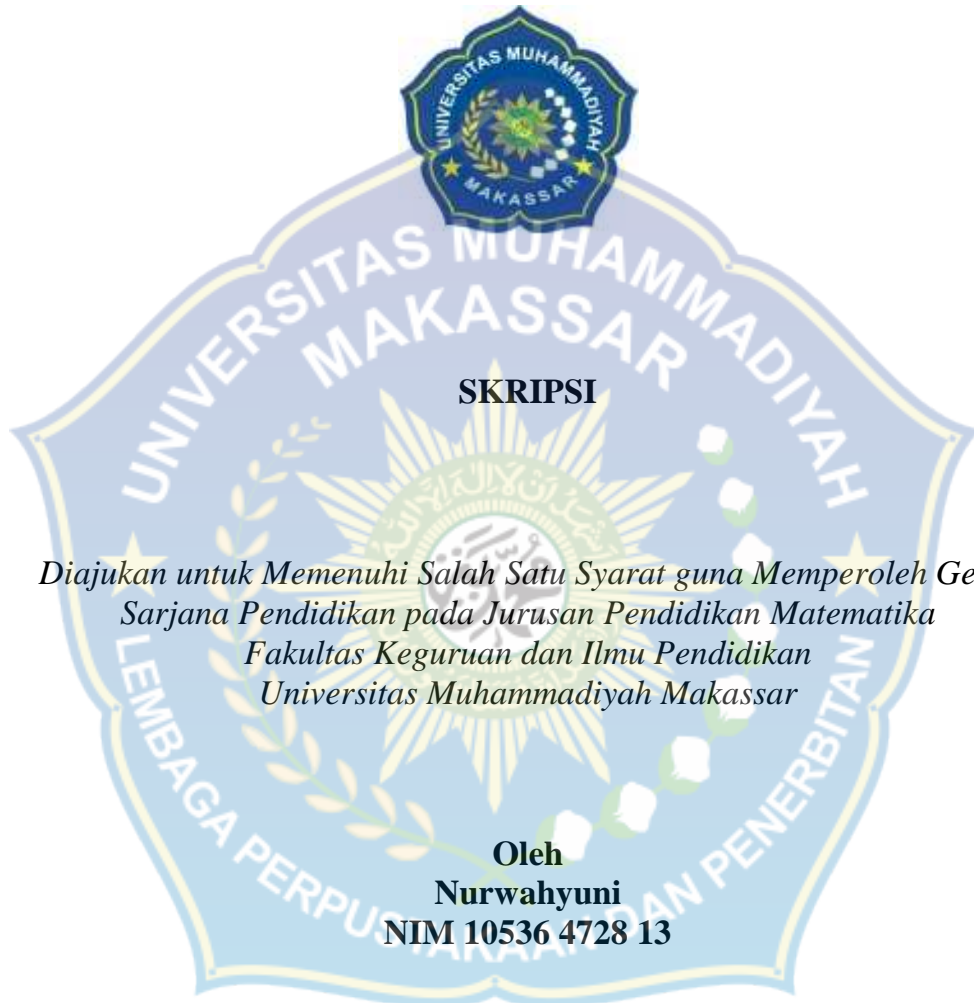 UNIVERSITAS MUHAMMADIYAH
MAKASSAR
UNIVERSITAS MUHAMMADIYAH
MAKASSAR
SKRIPSI
Diajukan untuk Memenuhi Salah Satu Syarat guna Memperoleh Ge
Sarjana Pendidikan pada Jurusan Pendidikan Matematika
Fakultas Keguruan dan Ilmu Pendidikan
Universitas Muhammadiyah Makassar
Oleh
Nurwahyuni
NIM 10536 4728 13
LEMBAGA PERPUSTAKAAN DAN PENERBITAN